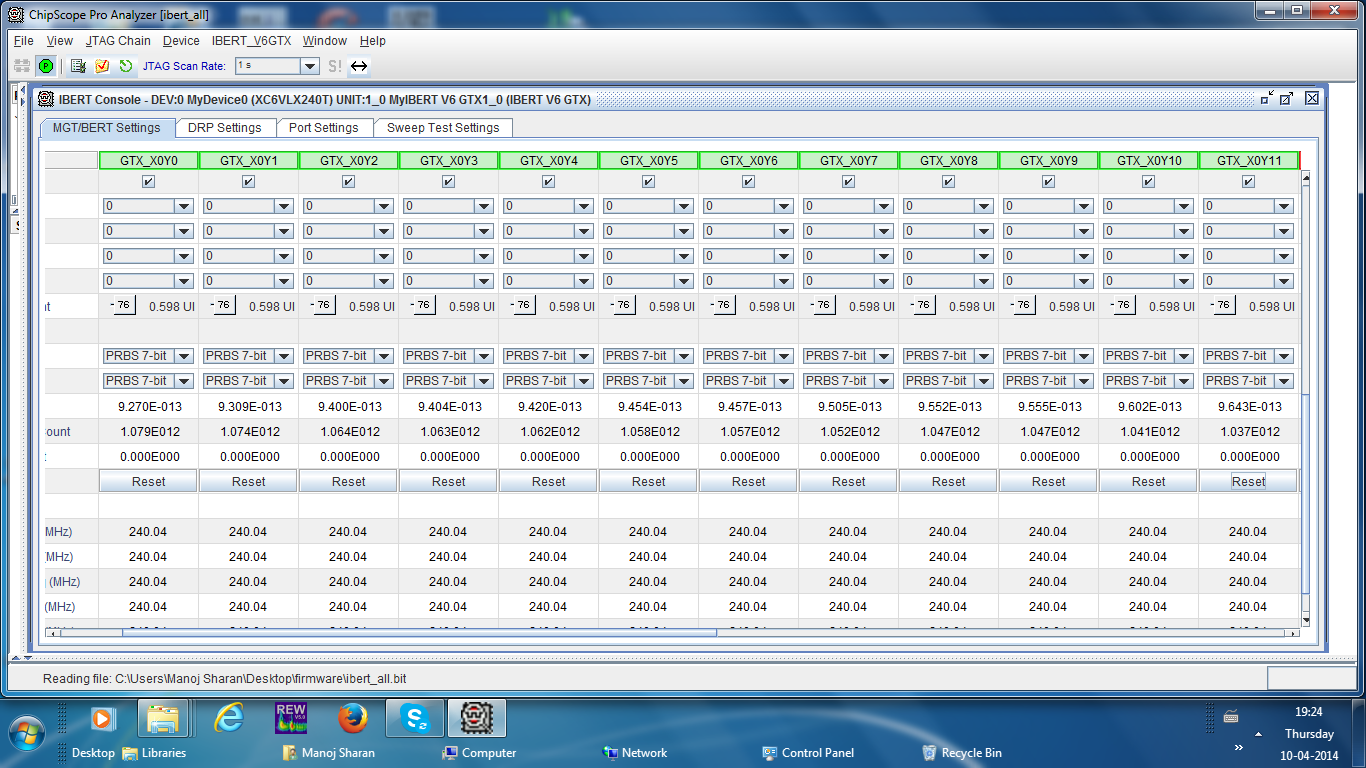 ChipScope Pro Analyzer [ibert_all]
File View JTAG Chain Device IBERT_V6GTX Window Help
JTAG Scan Rate: 1 s S!
IBERT Console - DEV:0 MyDevice0 (XC6VLX240T) UNIT:1_0 MyIBERT V6 GTX1_0 (IBERT V6 GTX)
MGT/BERT Settings DRP Settings Port Settings Sweep Test Settings
GTX_X0Y0 GTX_X0Y1 GTX_X0Y2 GTX_X0Y3 GTX_X0Y4 GTX_X0Y5 GTX_X0Y6 GTX_X0Y7 GTX_X0Y8 GTX_X0Y9 GTX_X0Y10 GTX_X0Y11
0 0 0 0 0 0 0 0 0 0 0 0
0 0 0 0 0 0 0 0 0 0 0 0
0 0 0 0 0 0 0 0 0 0 0 0
0 0 0 0 0 0 0 0 0 0 0 0
- 76 0.598 UI - 76 0.598 UI - 76 0.598 UI - 76 0.598 UI - 76 0.598 UI - 76 0.598 UI - 76 0.598 UI - 76 0.598 UI - 76 0.598 UI - 76 0.598 UI - 76 0.598 UI - 76 0.598 UI
PRBS 7-bit PRBS 7-bit PRBS 7-bit PRBS 7-bit PRBS 7-bit PRBS 7-bit PRBS 7-bit PRBS 7-bit PRBS 7-bit PRBS 7-bit PRBS 7-bit PRBS 7-bit
PRBS 7-bit PRBS 7-bit PRBS 7-bit PRBS 7-bit PRBS 7-bit PRBS 7-bit PRBS 7-bit PRBS 7-bit PRBS 7-bit PRBS 7-bit PRBS 7-bit PRBS 7-bit
9.270E-013 9.309E-013 9.400E-013 9.404E-013 9.420E-013 9.454E-013 9.457E-013 9.505E-013 9.552E-013 9.555E-013 9.602E-013 9.643E-013
ount 1.079E012 1.074E012 1.064E012 1.063E012 1.062E012 1.058E012 1.057E012 1.052E012 1.047E012 1.047E012 1.041E012 1.037E012
0.000E000 0.000E000 0.000E000 0.000E000 0.000E000 0.000E000 0.000E000 0.000E000 0.000E000 0.000E000 0.000E000 0.000E000
Reset Reset Reset Reset Reset Reset Reset Reset Reset Reset Reset Reset
MHz) 240.04 240.04 240.04 240.04 240.04 240.04 240.04 240.04 240.04 240.04 240.04 240.04
MHz) 240.04 240.04 240.04 240.04 240.04 240.04 240.04 240.04 240.04 240.04 240.04 240.04
(MHz) 240.04 240.04 240.04 240.04 240.04 240.04 240.04 240.04 240.04 240.04 240.04 240.04
(MHz) 240.04 240.04 240.04 240.04 240.04 240.04 240.04 240.04 240.04 240.04 240.04 240.04
Reading file: C:\Users\Manoj Sharan\Desktop\firmware\ibert_all.bit
REW V5.0
19:24
Thursday
10-04-2014
Desktop Libraries Manoj Sharan Computer Network Control Panel Recycle Bin